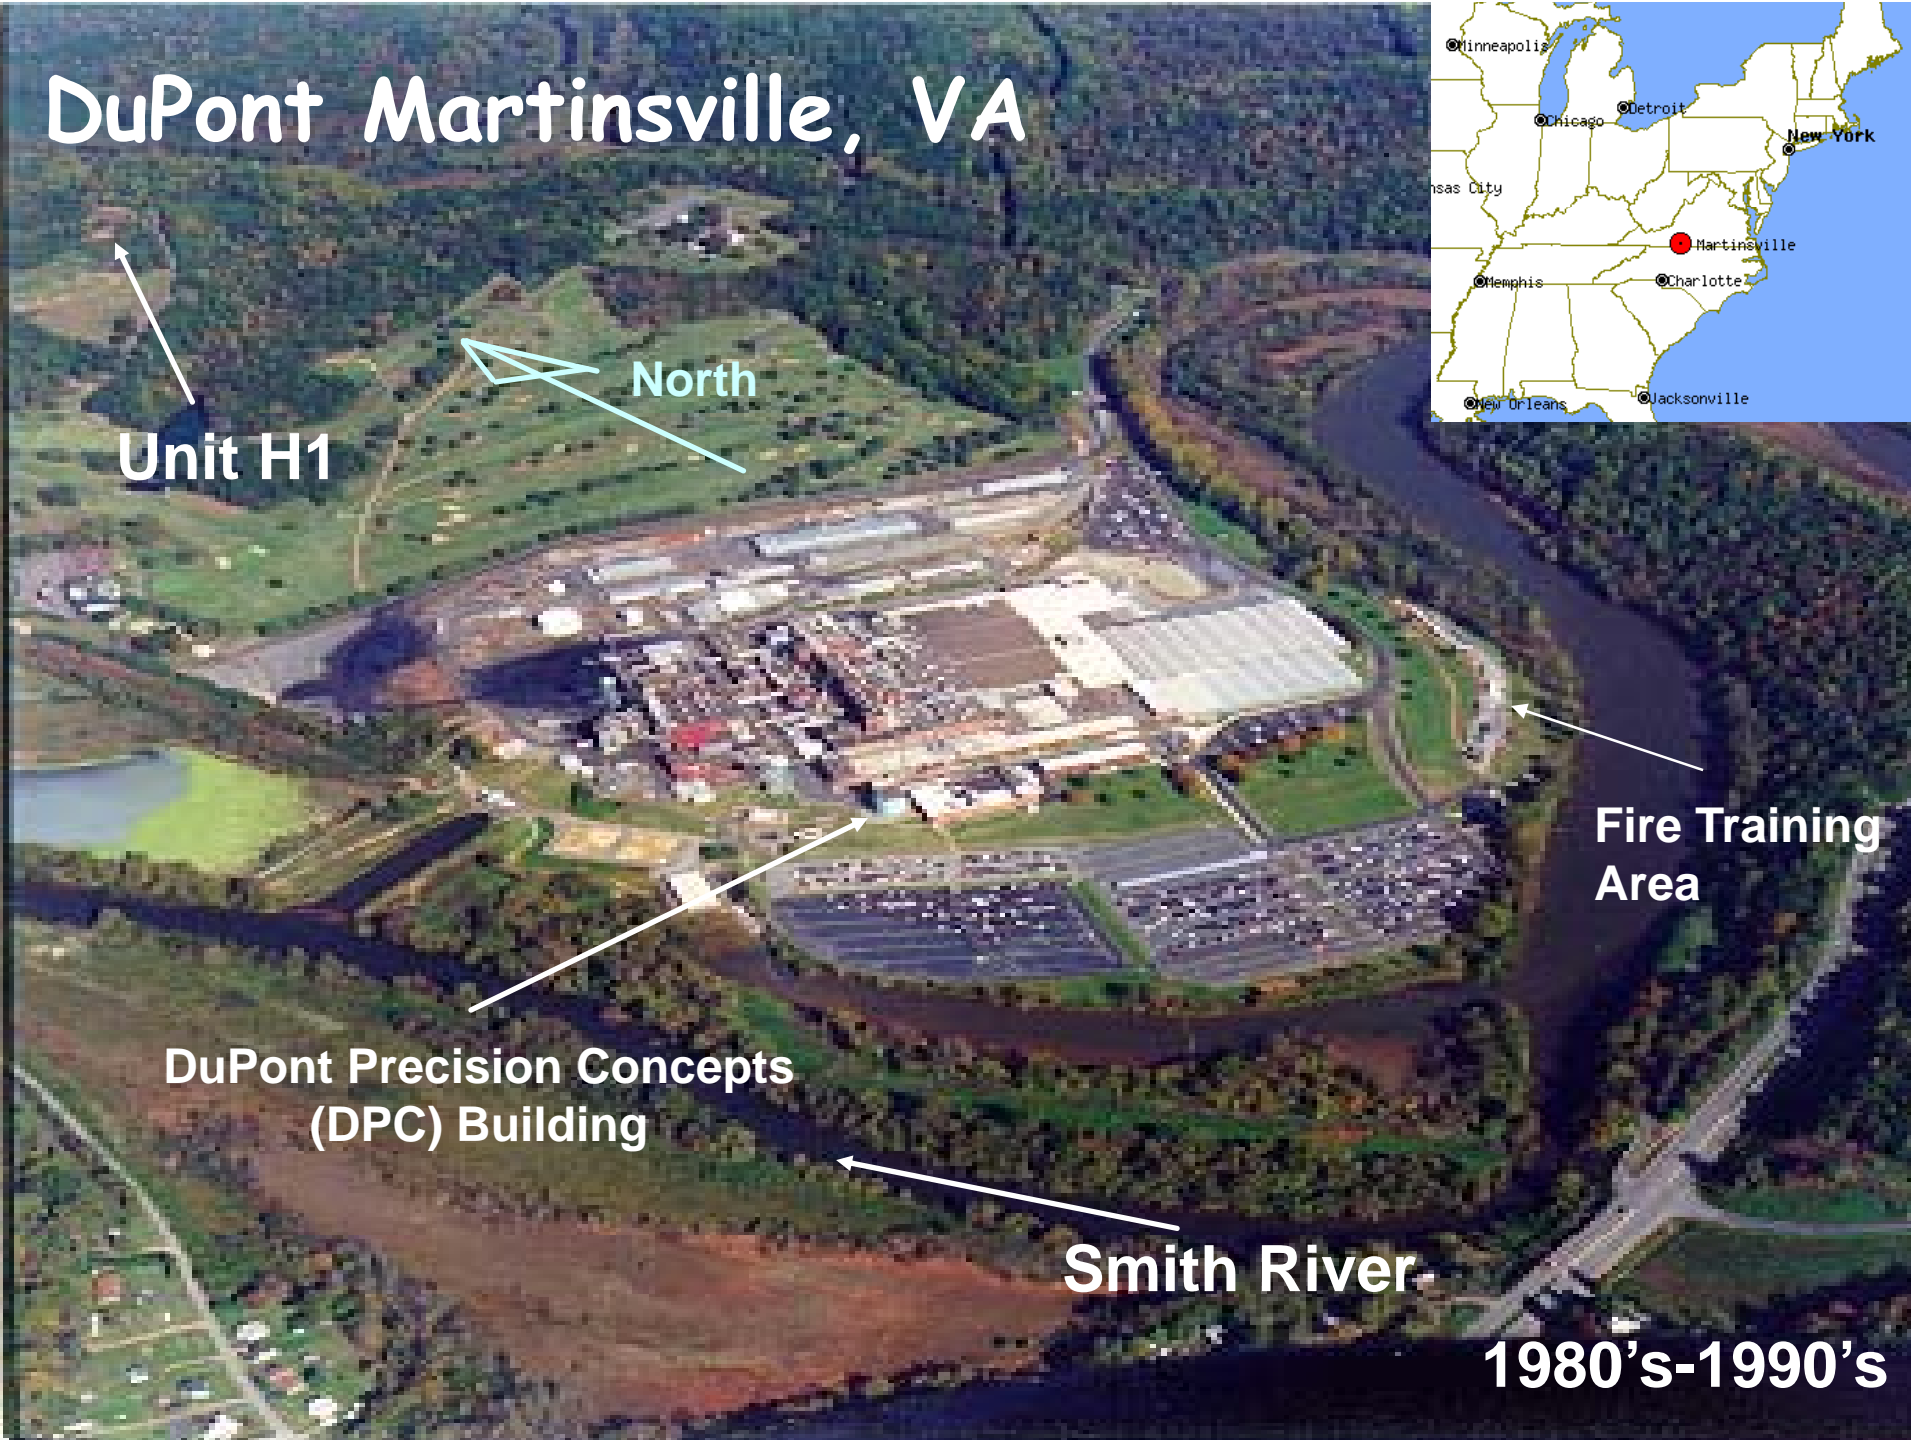 DuPont Martinsville, VA
Minneapolis
Detroit
Chicago
New York
nsas City
Martinsville
Memphis
Charlotte
New Orleans
Jacksonville
North
Unit H1
Fire Training
Area
DuPont Precision Concepts
(DPC) Building
Smith River
1980’s-1990’s